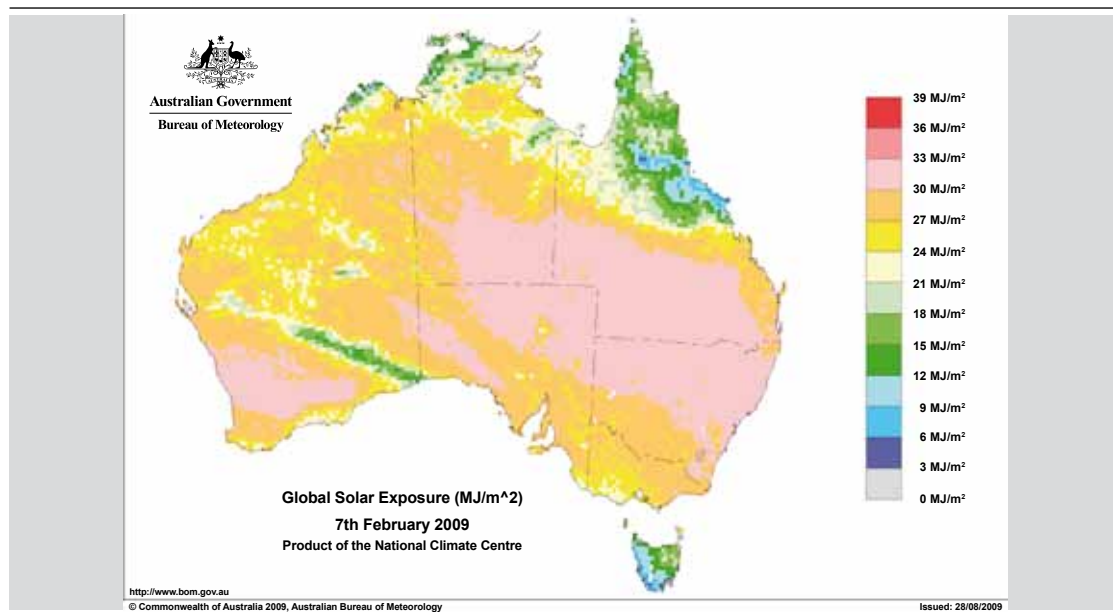 Australian Government
Bureau of Meteorology
39 MJ/m²
36 MJ/m²
33 MJ/m²
30 MJ/m²
27 MJ/m²
24 MJ/m²
21 MJ/m²
18 MJ/m²
15 MJ/m²
12 MJ/m²
9 MJ/m²
6 MJ/m²
3 MJ/m²
0 MJ/m²
Global Solar Exposure (MJ/m^2)
7th February 2009
Product of the National Climate Centre
http://www.bom.gov.au
© Commonwealth of Australia 2009, Australian Bureau of Meteorology
Issued: 28/08/2009